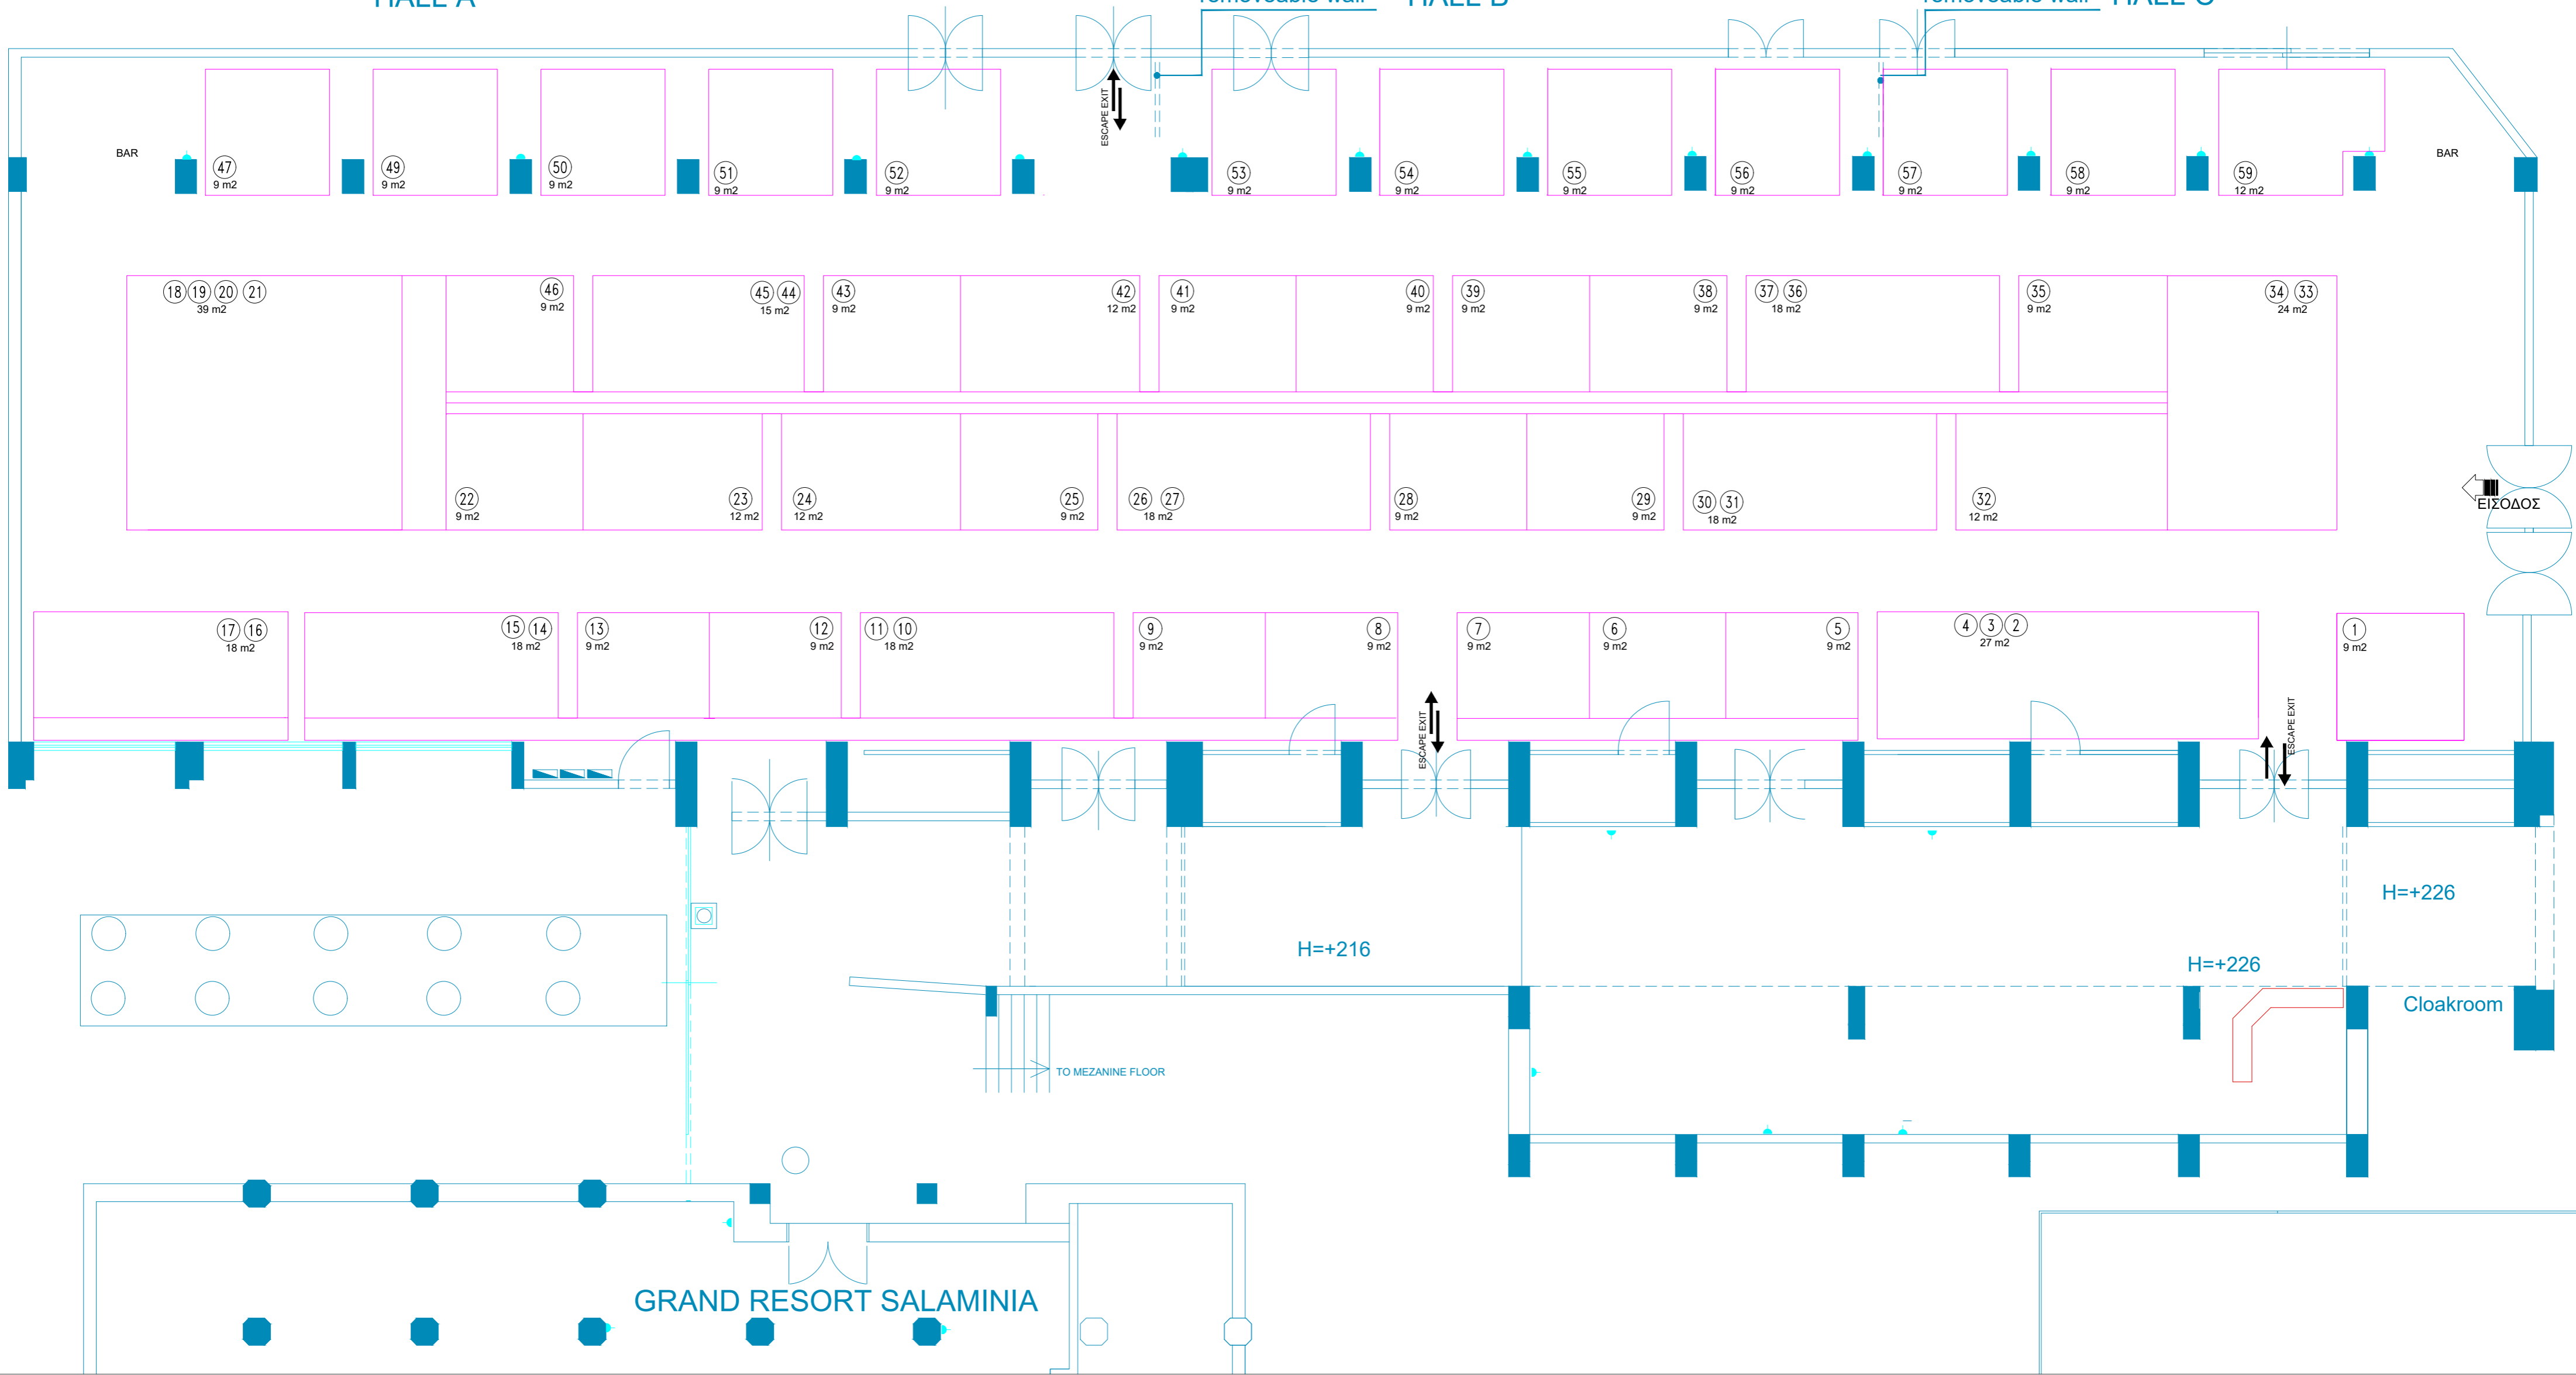 HALL A
removeable wall
HALL B
removeable wall
HALL C
ESCAPE EXIT
BAR
BAR
47
9 m2
49
9 m2
50
9 m2
51
9 m2
52
9 m2
53
9 m2
54
9 m2
55
9 m2
56
9 m2
57
9 m2
58
9 m2
59
12 m2
18 19 20 21
39 m2
46
9 m2
45 44
15 m2
43
9 m2
42
12 m2
41
9 m2
40
9 m2
39
9 m2
38
9 m2
37 36
18 m2
35
9 m2
34 33
24 m2
22
9 m2
23
12 m2
24
12 m2
25
9 m2
26 27
18 m2
28
9 m2
29
9 m2
30 31
18 m2
32
12 m2
ΕΙΣΟΔΟΣ
17 16
18 m2
15 14
18 m2
13
9 m2
12
9 m2
11 10
18 m2
9
9 m2
8
9 m2
7
9 m2
6
9 m2
5
9 m2
4 3 2
27 m2
1
9 m2
ESCAPE EXIT
ESCAPE EXIT
H=+226
H=+216
H=+226
Cloakroom
TO MEZANINE FLOOR
GRAND RESORT SALAMINIA